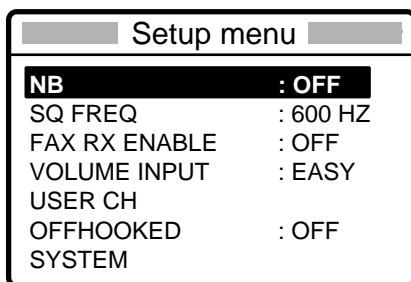 Setup menu
NB : OFF
SQ FREQ : 600 HZ
FAX RX ENABLE : OFF
VOLUME INPUT : EASY
USER CH
OFFHOOKED : OFF
SYSTEM